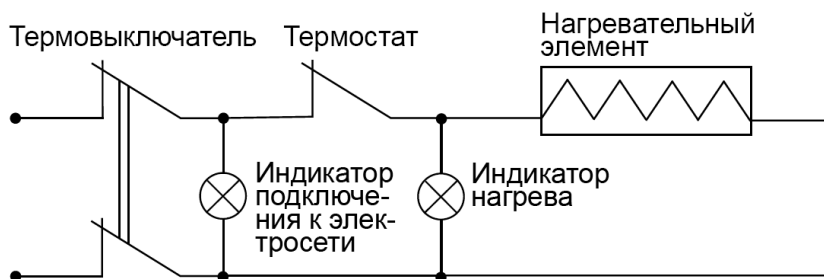 Термовыключатель
Термостат
Нагревательный
элемент
Индикатор
подключе-
ния к элек-
тросети
Индикатор
нагрева